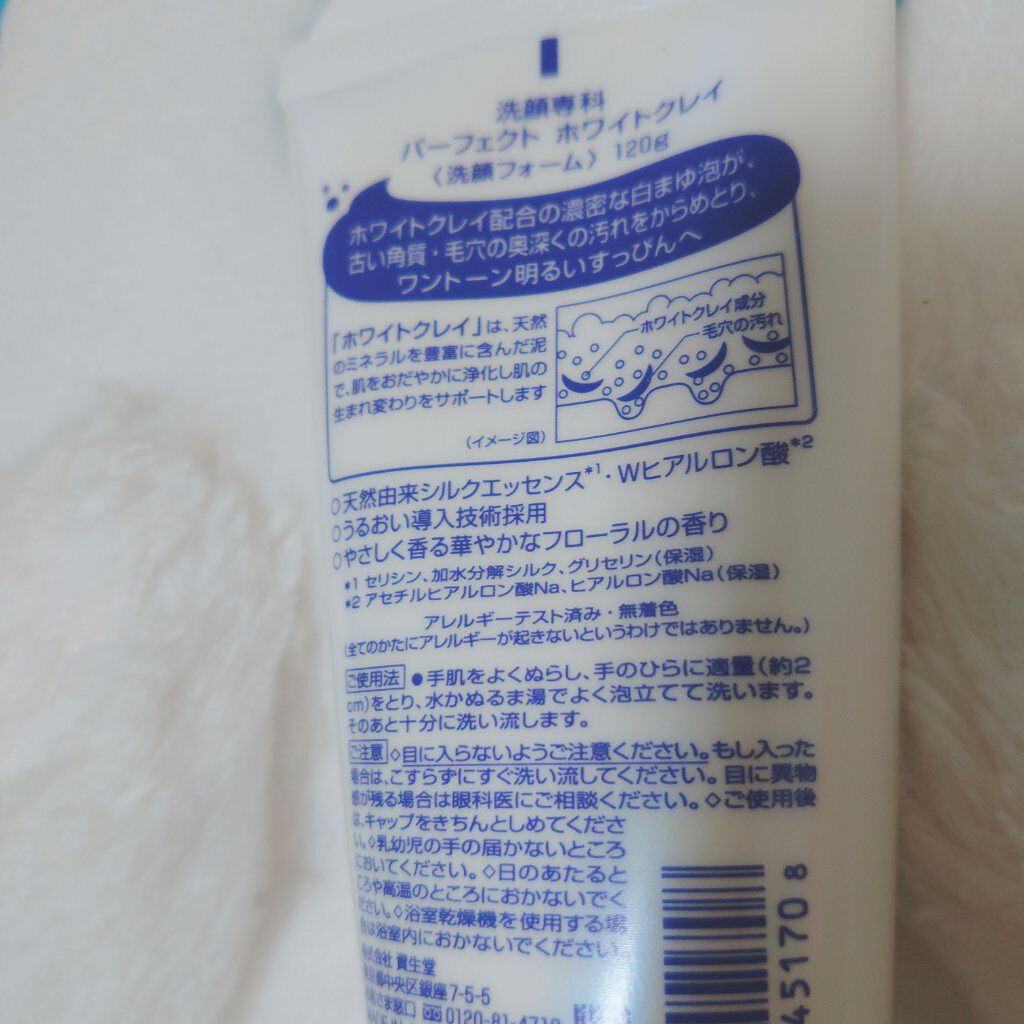 洗顔専科
パーフェクト ホワイトクレイ
〈洗顔フォーム〉 120g
ホワイトクレイ配合の濃密な白まゆ泡が、
古い角質・毛穴の奥深くの汚れをからめとり、
ワントーン明るいすっぴんへ
「ホワイトクレイ」は、天然
のミネラルを豊富に含んだ泥
で、肌をおだやかに浄化し肌の
生まれ変わりをサポートします
ホワイトクレイ成分
毛穴の汚れ
(イメージ図)
○天然由来シルクエッセンス*1・Wヒアルロン酸*2
○うるおい導入技術採用
○やさしく香る華やかなフローラルの香り
*1 セリシン、加水分解シルク、グリセリン(保湿)
*2 アセチルヒアルロン酸Na、ヒアルロン酸Na(保湿)
アレルギーテスト済み・無着色
(全てのかたにアレルギーが起きないというわけではありません。)
ご使用法 ●手肌をよくぬらし、手のひらに適量(約2
cm)をとり、水かぬるま湯でよく泡立てて洗います。
そのあと十分に洗い流します。
ご注意 ◇目に入らないようご注意ください。もし入った
場合は、こすらずにすぐ洗い流してください。目に異物
感が残る場合は眼科医にご相談ください。◇ご使用後
は、キャップをきちんとしめてくださ
い。◇乳幼児の手の届かないところ
においてください。◇日のあたると
ころや高温のところにおかないでく
ださい。◇浴室乾燥機を使用する場
合は浴室内におかないでください。
株式会社 資生堂
東京都中央区銀座7-5-5
お客さま窓口 0120-81-4710
MADE IN
45170 8